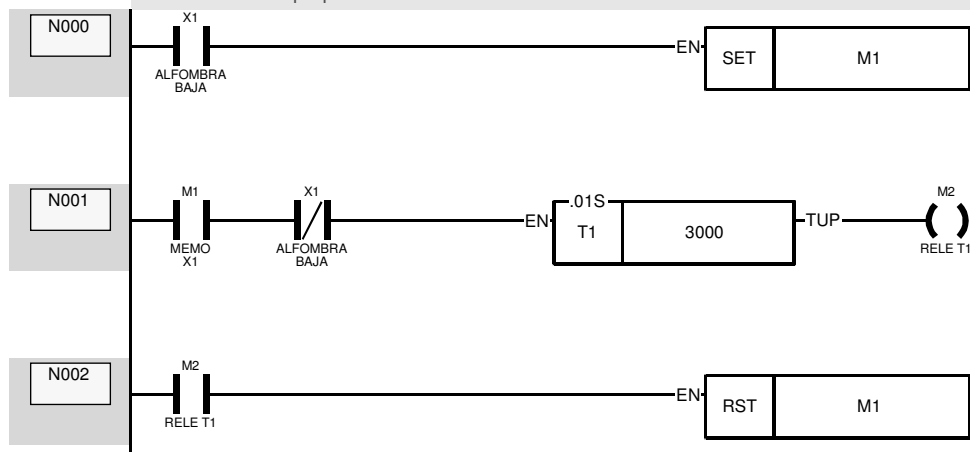 N000
X1
ALFOMBRA
BAJA
EN
SET
M1
N001
M1
MEMO
X1
X1
ALFOMBRA
BAJA
EN
.01S
T1
3000
TUP
M2
RELE T1
N002
M2
RELE T1
EN
RST
M1